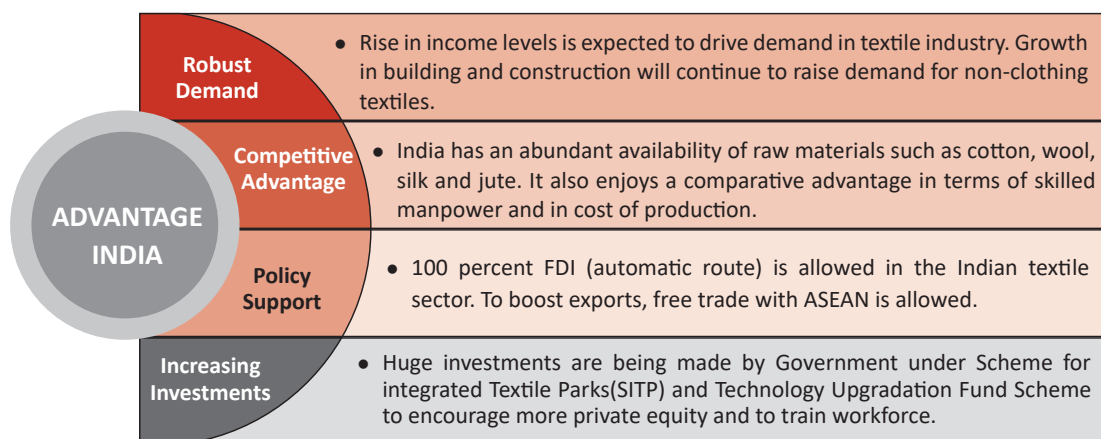 ADVANTAGE
INDIA
Robust
Demand
● Rise in income levels is expected to drive demand in textile industry. Growth
in building and construction will continue to raise demand for non-clothing
textiles.
Competitive
Advantage
● India has an abundant availability of raw materials such as cotton, wool,
silk and jute. It also enjoys a comparative advantage in terms of skilled
manpower and in cost of production.
Policy
Support
● 100 percent FDI (automatic route) is allowed in the Indian textile
sector. To boost exports, free trade with ASEAN is allowed.
Increasing
Investments
● Huge investments are being made by Government under Scheme for
integrated Textile Parks(SITP) and Technology Upgradation Fund Scheme
to encourage more private equity and to train workforce.